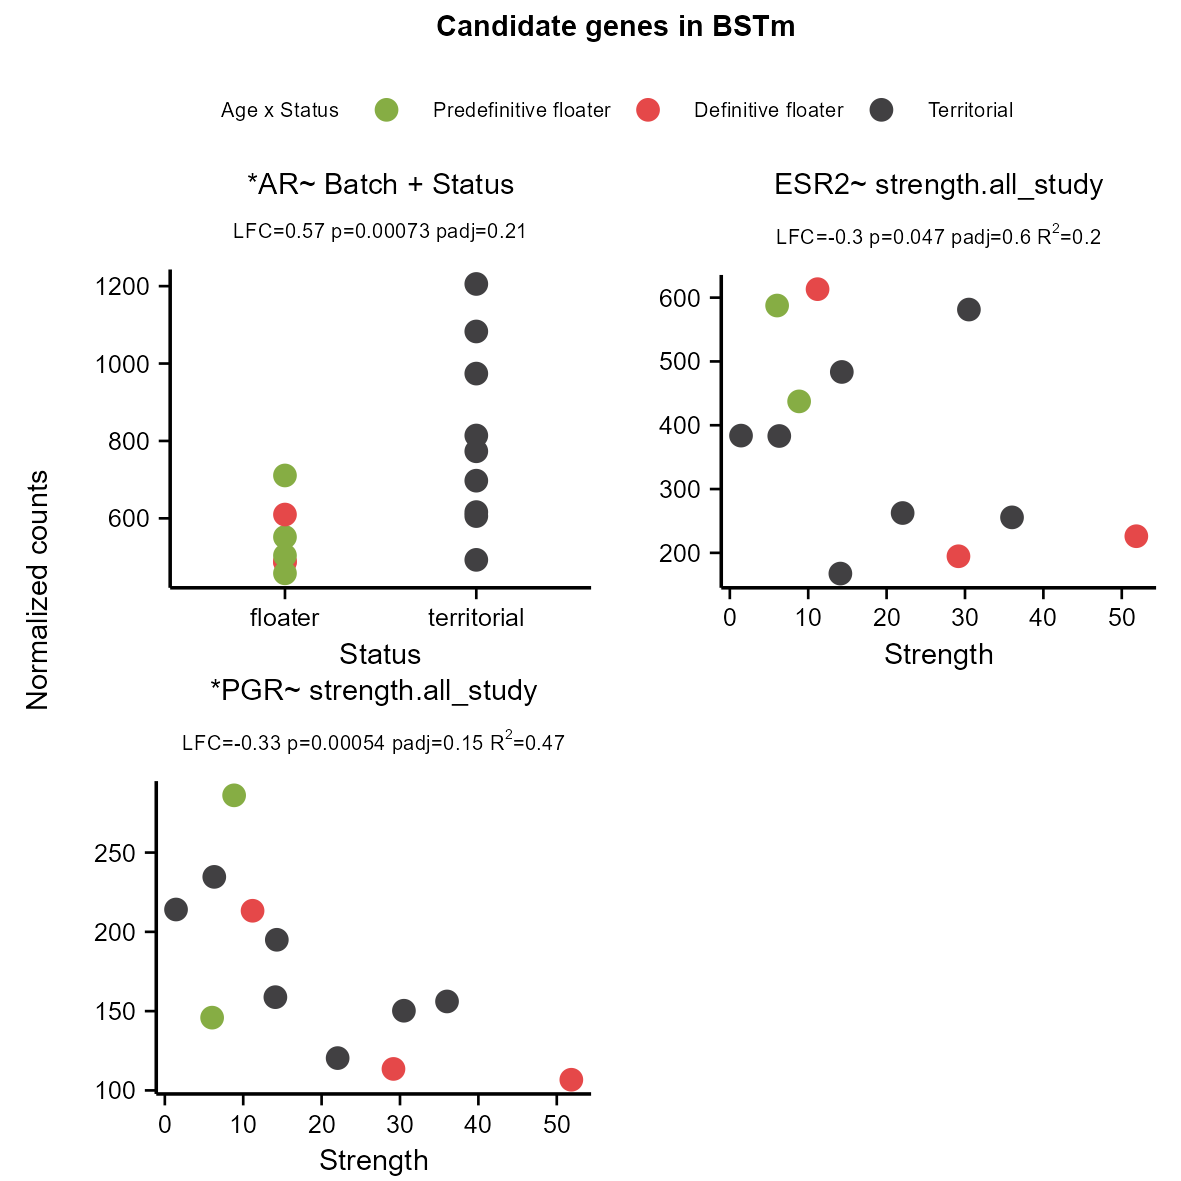 Candidate genes in BSTm
Age x Status Predefinitive floater Definitive floater Territorial
*AR~ Batch + Status
LFC=0.57 p=0.00073 padj=0.21
1200
1000
800
600
floater territorial
Status
ESR2~ strength.all_study
LFC=-0.3 p=0.047 padj=0.6 R²=0.2
600
500
400
300
200
0 10 20 30 40 50
Strength
Normalized counts
*PGR~ strength.all_study
LFC=-0.33 p=0.00054 padj=0.15 R²=0.47
250
200
150
100
0 10 20 30 40 50
Strength